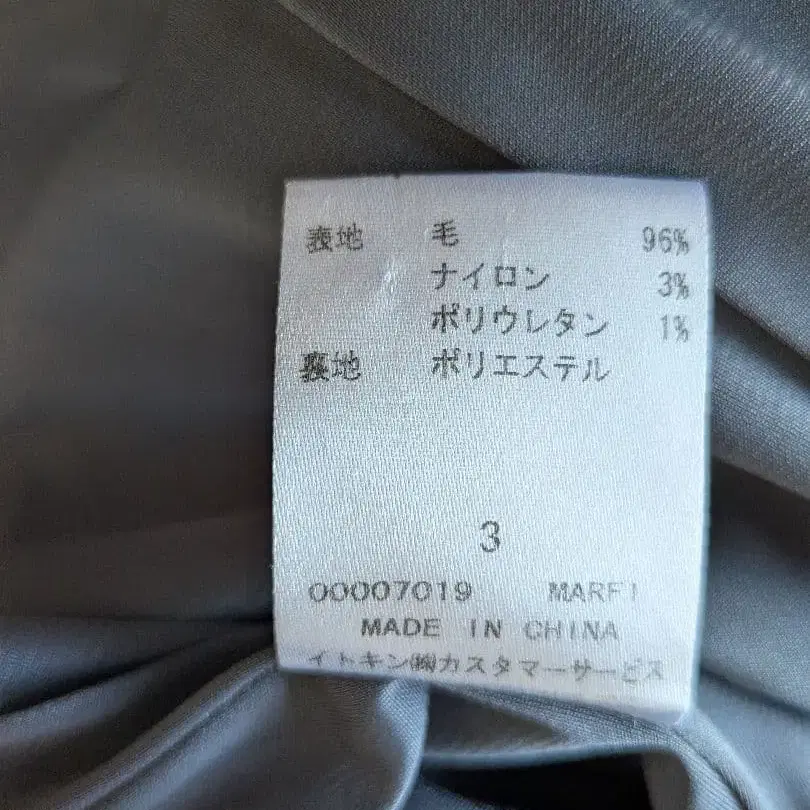 表地 毛 96%
ナイロン 3%
ポリウレタン 1%
裏地 ポリエステル
3
00007019 MARFI
MADE IN CHINA
イトキン㈱カスタマーサービス